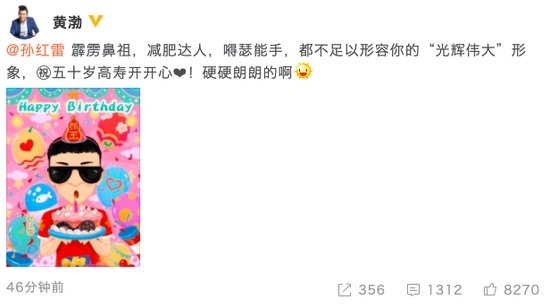 黄渤
@孙红雷 霹雳鼻祖，减肥达人，嘚瑟能手，都不足以形容你的“光辉伟大”形
象，㊗五十岁高寿开开心❤！硬硬朗朗的啊
Happy Birthday
46分钟前
356
1312
8270